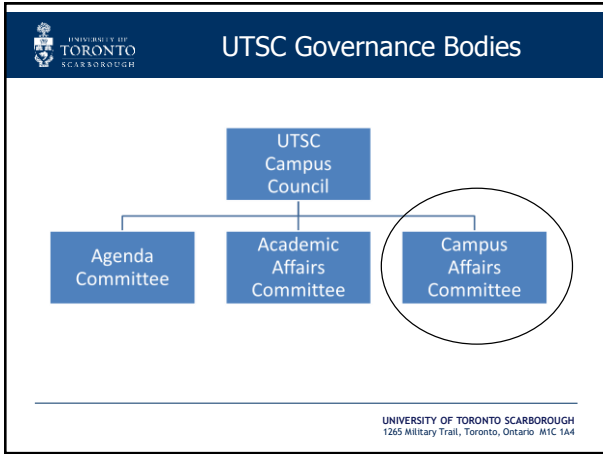 UNIVERSITY OF
TORONTO
SCARBOROUGH
UTSC Governance Bodies
UTSC
Campus
Council
Agenda
Committee
Academic
Affairs
Committee
Campus
Affairs
Committee
UNIVERSITY OF TORONTO SCARBOROUGH
1265 Military Trail, Toronto, Ontario M1C 1A4